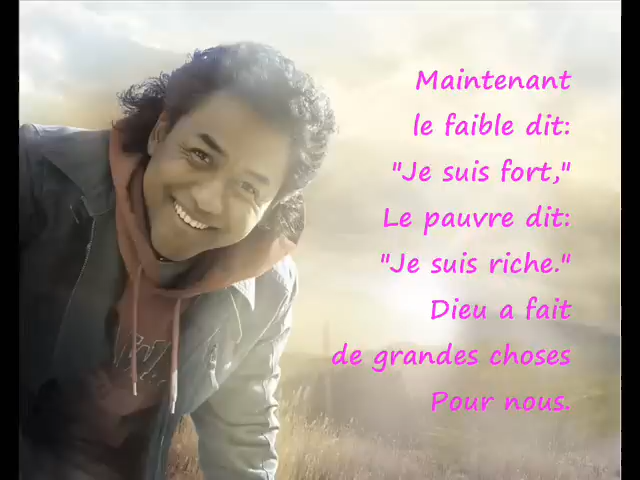 Maintenant
le faible dit:
"Je suis fort,"
Le pauvre dit:
"Je suis riche."
Dieu a fait
de grandes choses
Pour nous.